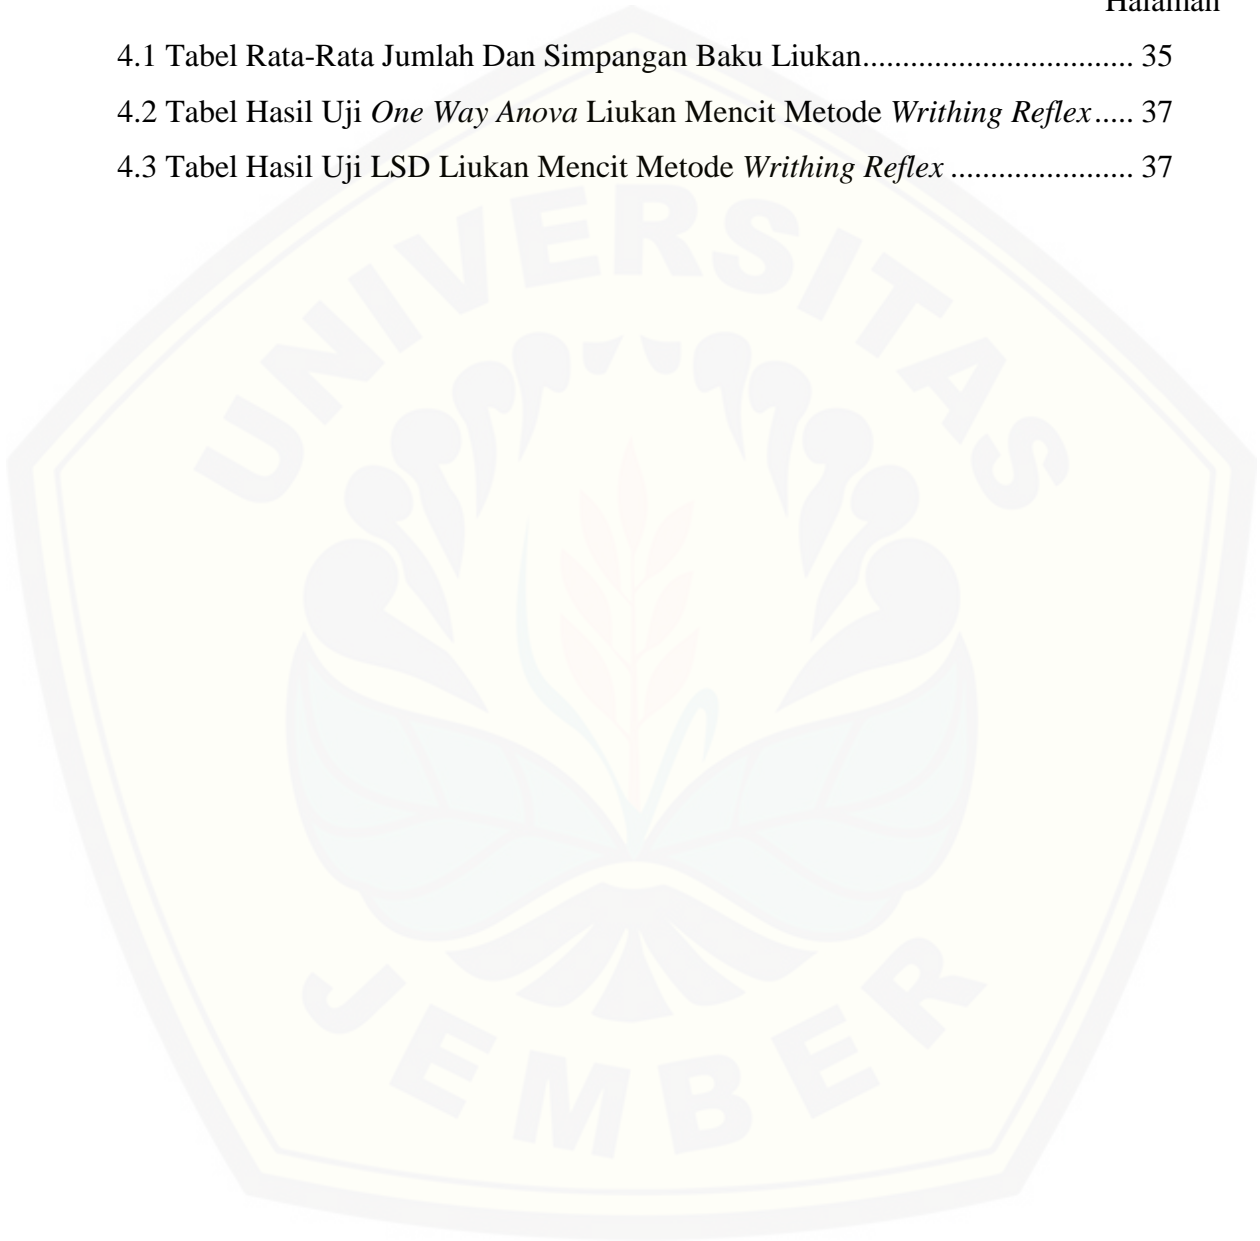 Halaman
4.1 Tabel Rata-Rata Jumlah Dan Simpangan Baku Liukan.................................. 35
4.2 Tabel Hasil Uji One Way Anova Liukan Mencit Metode Writhing Reflex..... 37
4.3 Tabel Hasil Uji LSD Liukan Mencit Metode Writhing Reflex ....................... 37
UNIVERSITAS
JEMBER